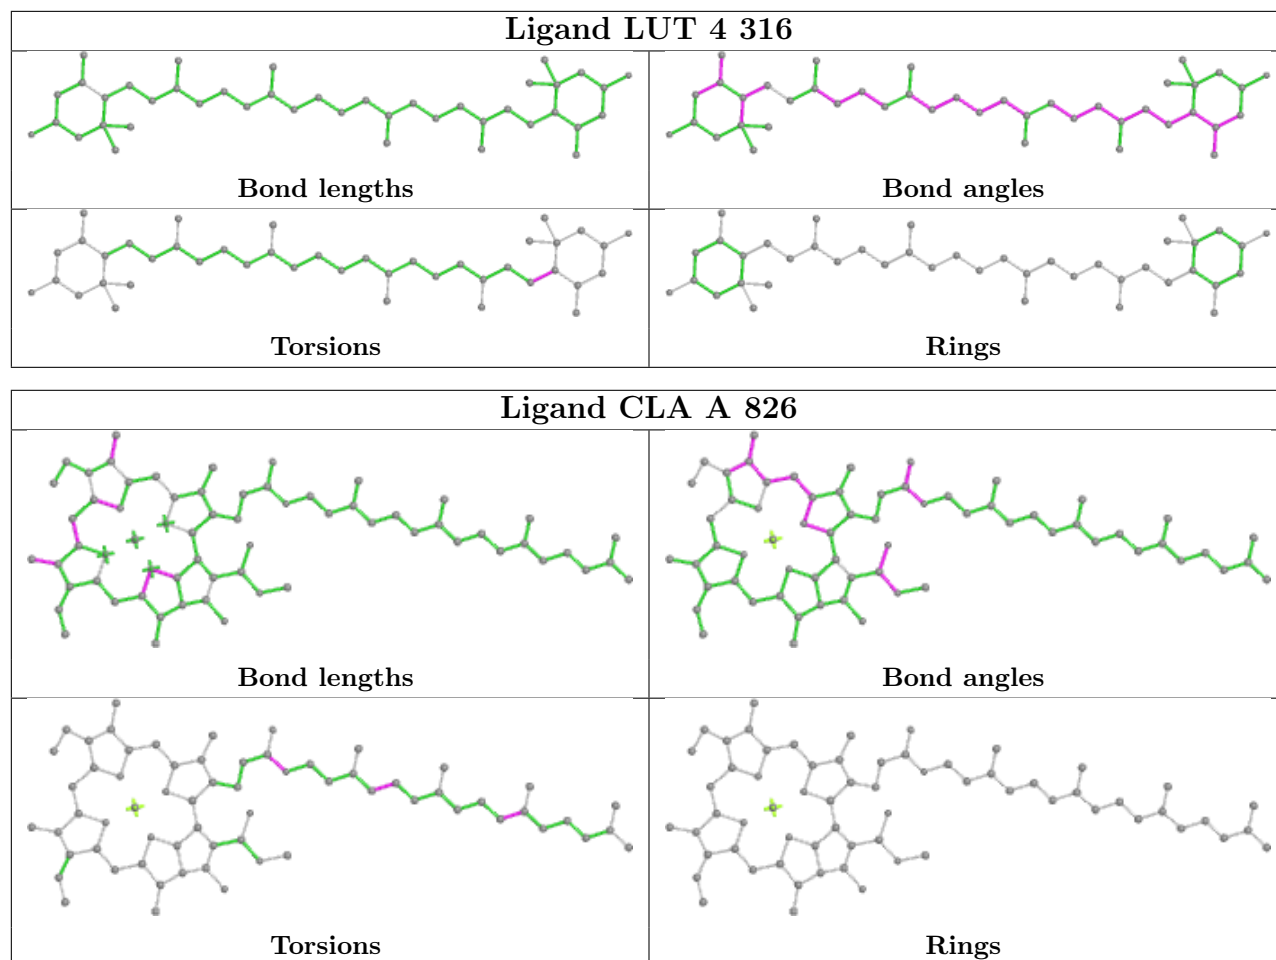 Ligand LUT 4 316
Bond lengths
Bond angles
Torsions
Rings
Ligand CLA A 826
Bond lengths
Bond angles
Torsions
Rings